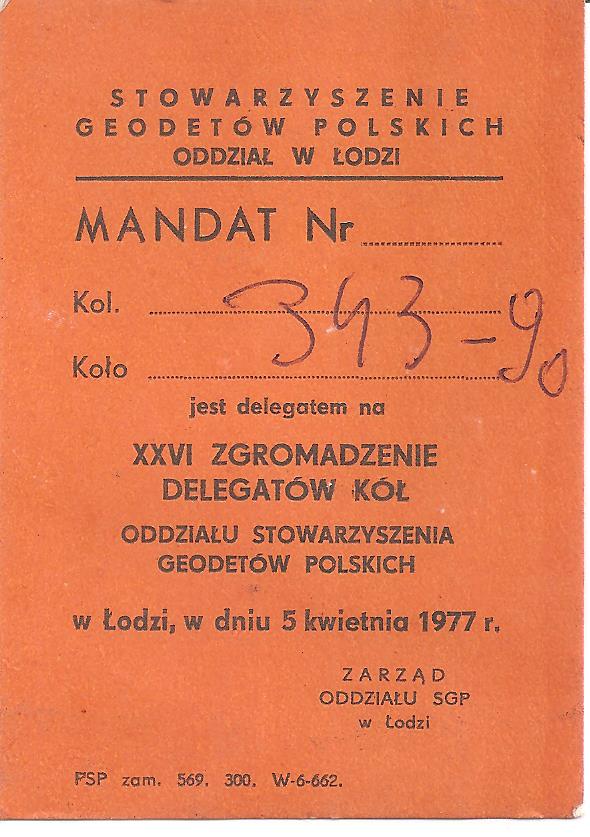 STOWARZYSZENIE
GEODETÓW POLSKICH
ODDZIAŁ W ŁODZI
MANDAT Nr
Kol.
343-90
Koło
jest delegatem na
XXVI ZGROMADZENIE
DELEGATÓW KÓŁ
ODDZIAŁU STOWARZYSZENIA
GEODETÓW POLSKICH
w Łodzi, w dniu 5 kwietnia 1977 r.
ZARZĄD
ODDZIAŁU SGP
w Łodzi
PSP zam. 569. 300. W-6-662.